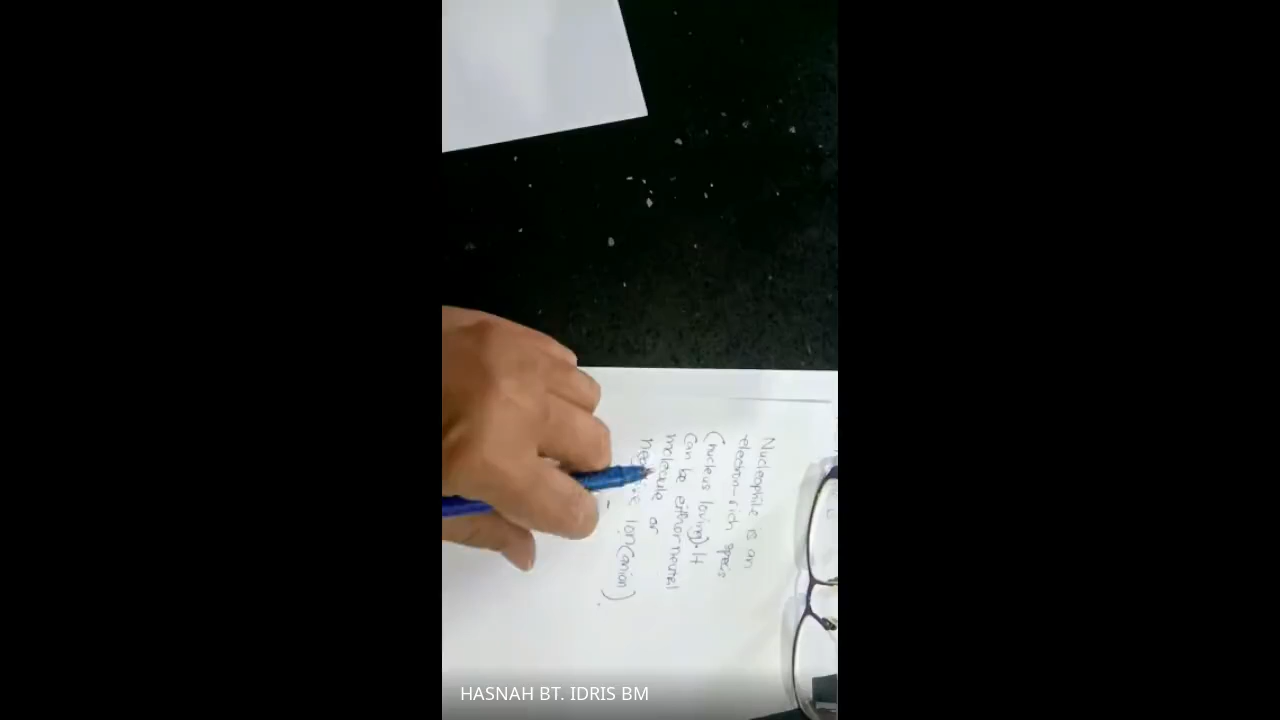 Nucleophile is an
electron-rich species
(nucleus loving). It
can be either neutral
molecule or
ion (anion).
HASNAH BT. IDRIS BM